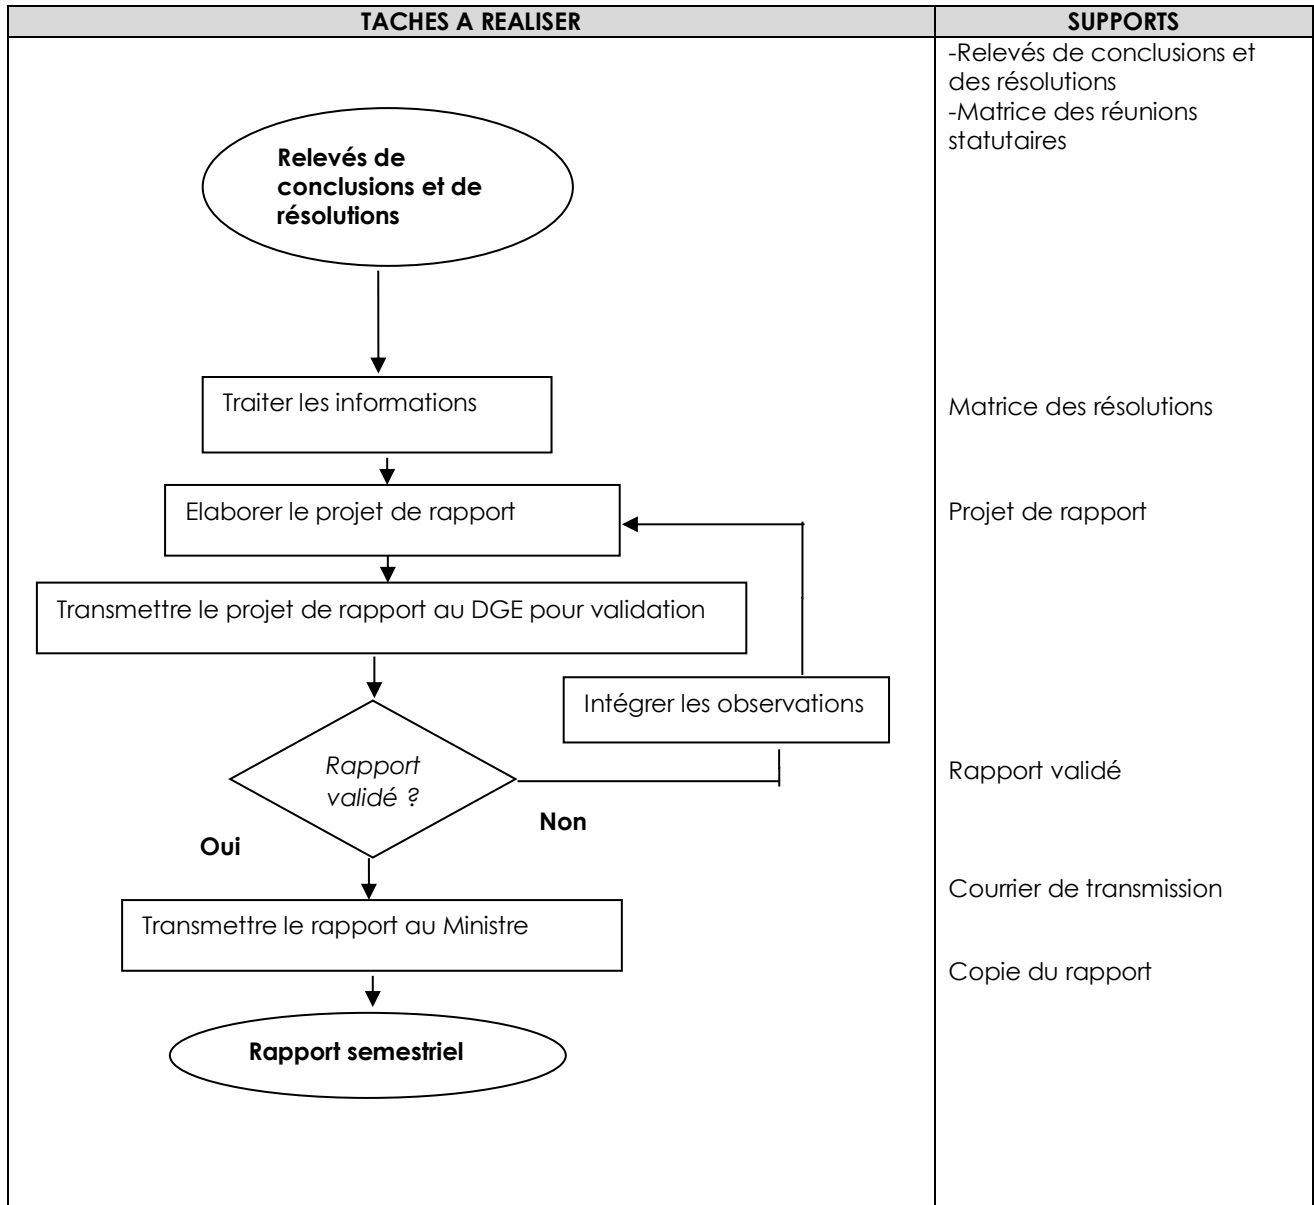 TACHES A REALISER
SUPPORTS
-Relevés de conclusions et
des résolutions
-Matrice des réunions
statutaires
Relevés de
conclusions et de
résolutions
Traiter les informations
Matrice des résolutions
Elaborer le projet de rapport
Projet de rapport
Transmettre le projet de rapport au DGE pour validation
Intégrer les observations
Rapport
validé ?
Rapport validé
Non
Oui
Courrier de transmission
Transmettre le rapport au Ministre
Copie du rapport
Rapport semestriel